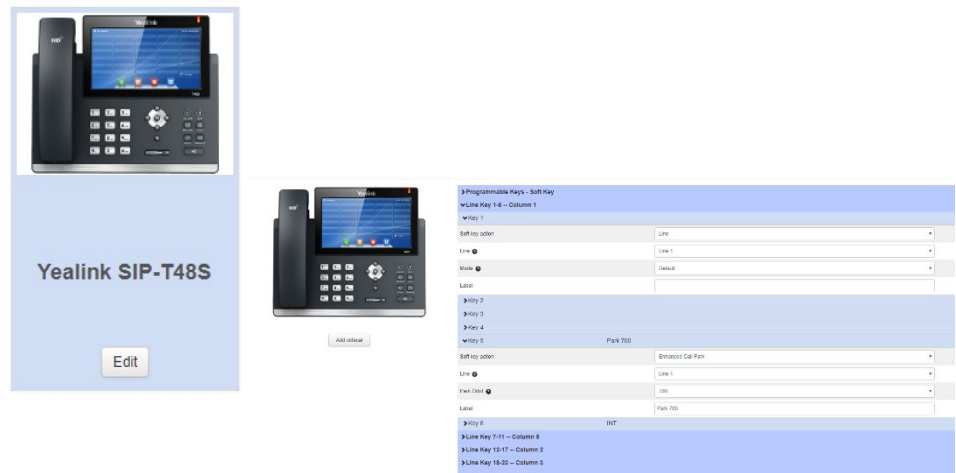 Yealink
Yealink SIP-T48S
Edit
Yealink
Add sidecar
Programmable Keys - Soft Key
Line Key 1-6 -- Column 1
Key 1
Soft key action
Line
Line
Line 1
Mode
Default
Label
Key 2
Key 3
Key 4
Key 5
Park 700
Soft key action
Enhanced Call Park
Line
Line 1
Park Orbit
700
Label
Park 700
Key 6
INT
Line Key 7-11 -- Column 5
Line Key 12-17 -- Column 2
Line Key 18-23 -- Column 3